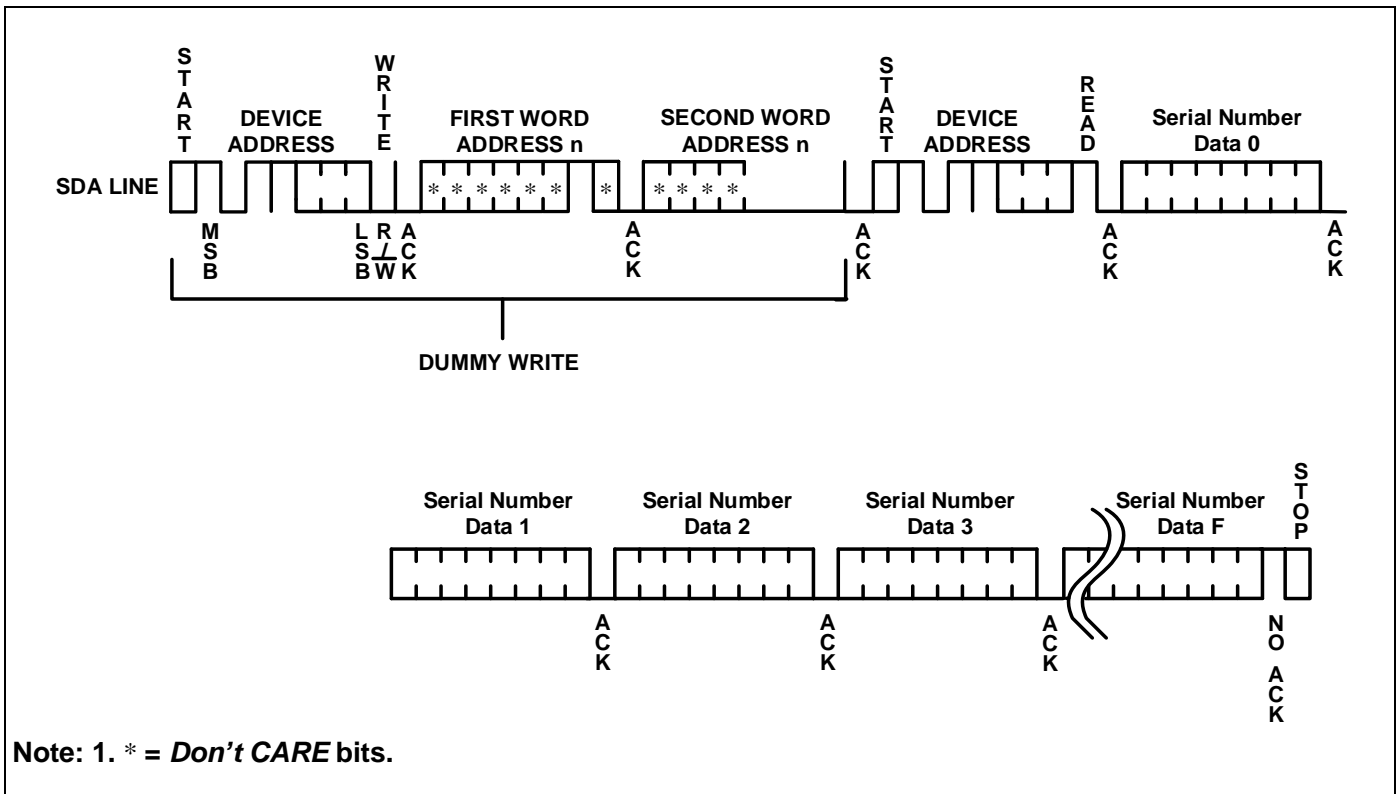 START
WRITE
START
READ
DEVICE
ADDRESS
FIRST WORD
ADDRESS n
SECOND WORD
ADDRESS n
DEVICE
ADDRESS
Serial Number
Data 0
SDA LINE
* * * * * * *
* * * *
MSB
LSB
R/W
ACK
ACK
ACK
ACK
ACK
DUMMY WRITE
STOP
Serial Number
Data 1
Serial Number
Data 2
Serial Number
Data 3
Serial Number
Data F
ACK
ACK
ACK
NO ACK
Note: 1. * = Don't CARE bits.